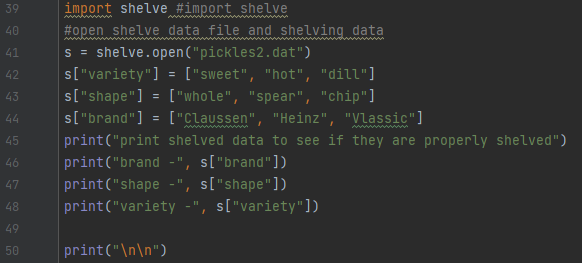 39 import shelve #import shelve
40 #open shelve data file and shelving data
41 s = shelve.open("pickles2.dat")
42 s["variety"] = ["sweet", "hot", "dill"]
43 s["shape"] = ["whole", "spear", "chip"]
44 s["brand"] = ["Claussen", "Heinz", "Vlassic"]
45 print("print shelved data to see if they are properly shelved")
46 print("brand -", s["brand"])
47 print("shape -", s["shape"])
48 print("variety -", s["variety"])
49
50 print("\n\n")